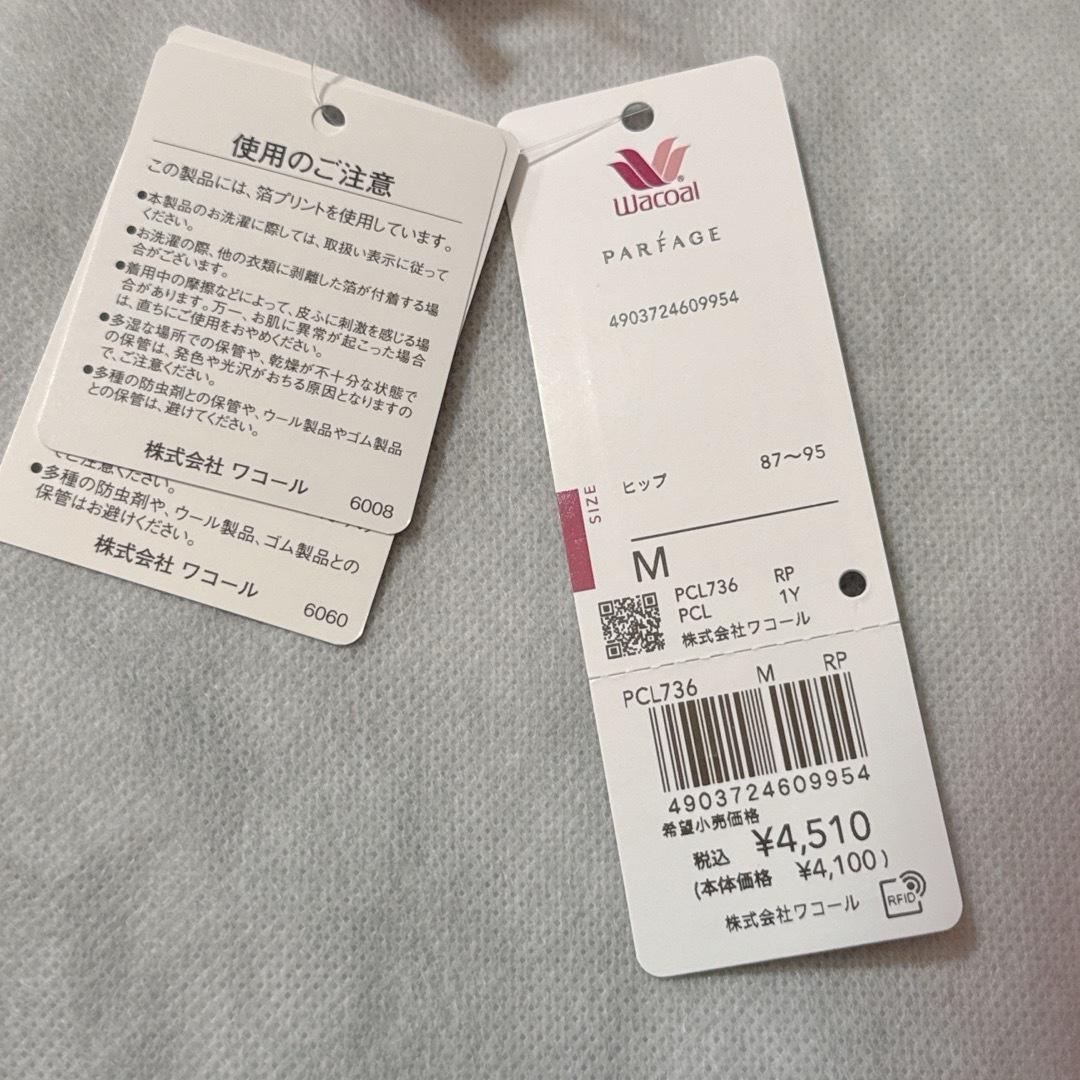 使用のご注意
この製品には、箔プリントを使用しています。
●本製品のお洗濯に際しては、取扱い表示に従って
ください。
●お洗濯の際、他の衣類に剥離した箔が付着する場
合がございます。
●着用中の摩擦などによって、皮ふに刺激を感じる場
合があります。万一、お肌に異常が起こった場合
は、直ちにご使用をおやめください。
●多湿な場所での保管や、乾燥が不十分な状態で
の保管は、発色や光沢がおちる原因となりますの
で、ご注意ください。
●多種の防虫剤との保管や、ウール製品やゴム製品
との保管は、避けてください。
株式会社 ワコール
6008
でご注意ください。
●多種の防虫剤や、ウール製品、ゴム製品との
保管はお避けください。
株式会社 ワコール
6060
Wacoal
PARFAGE
4903724609954
ヒップ 87〜95
SIZE
M
PCL736 RP
PCL 1Y
株式会社ワコール
PCL736 M RP
4903724609954
希望小売価格
税込 ¥4,510
(本体価格 ¥4,100)
株式会社ワコール
RFID